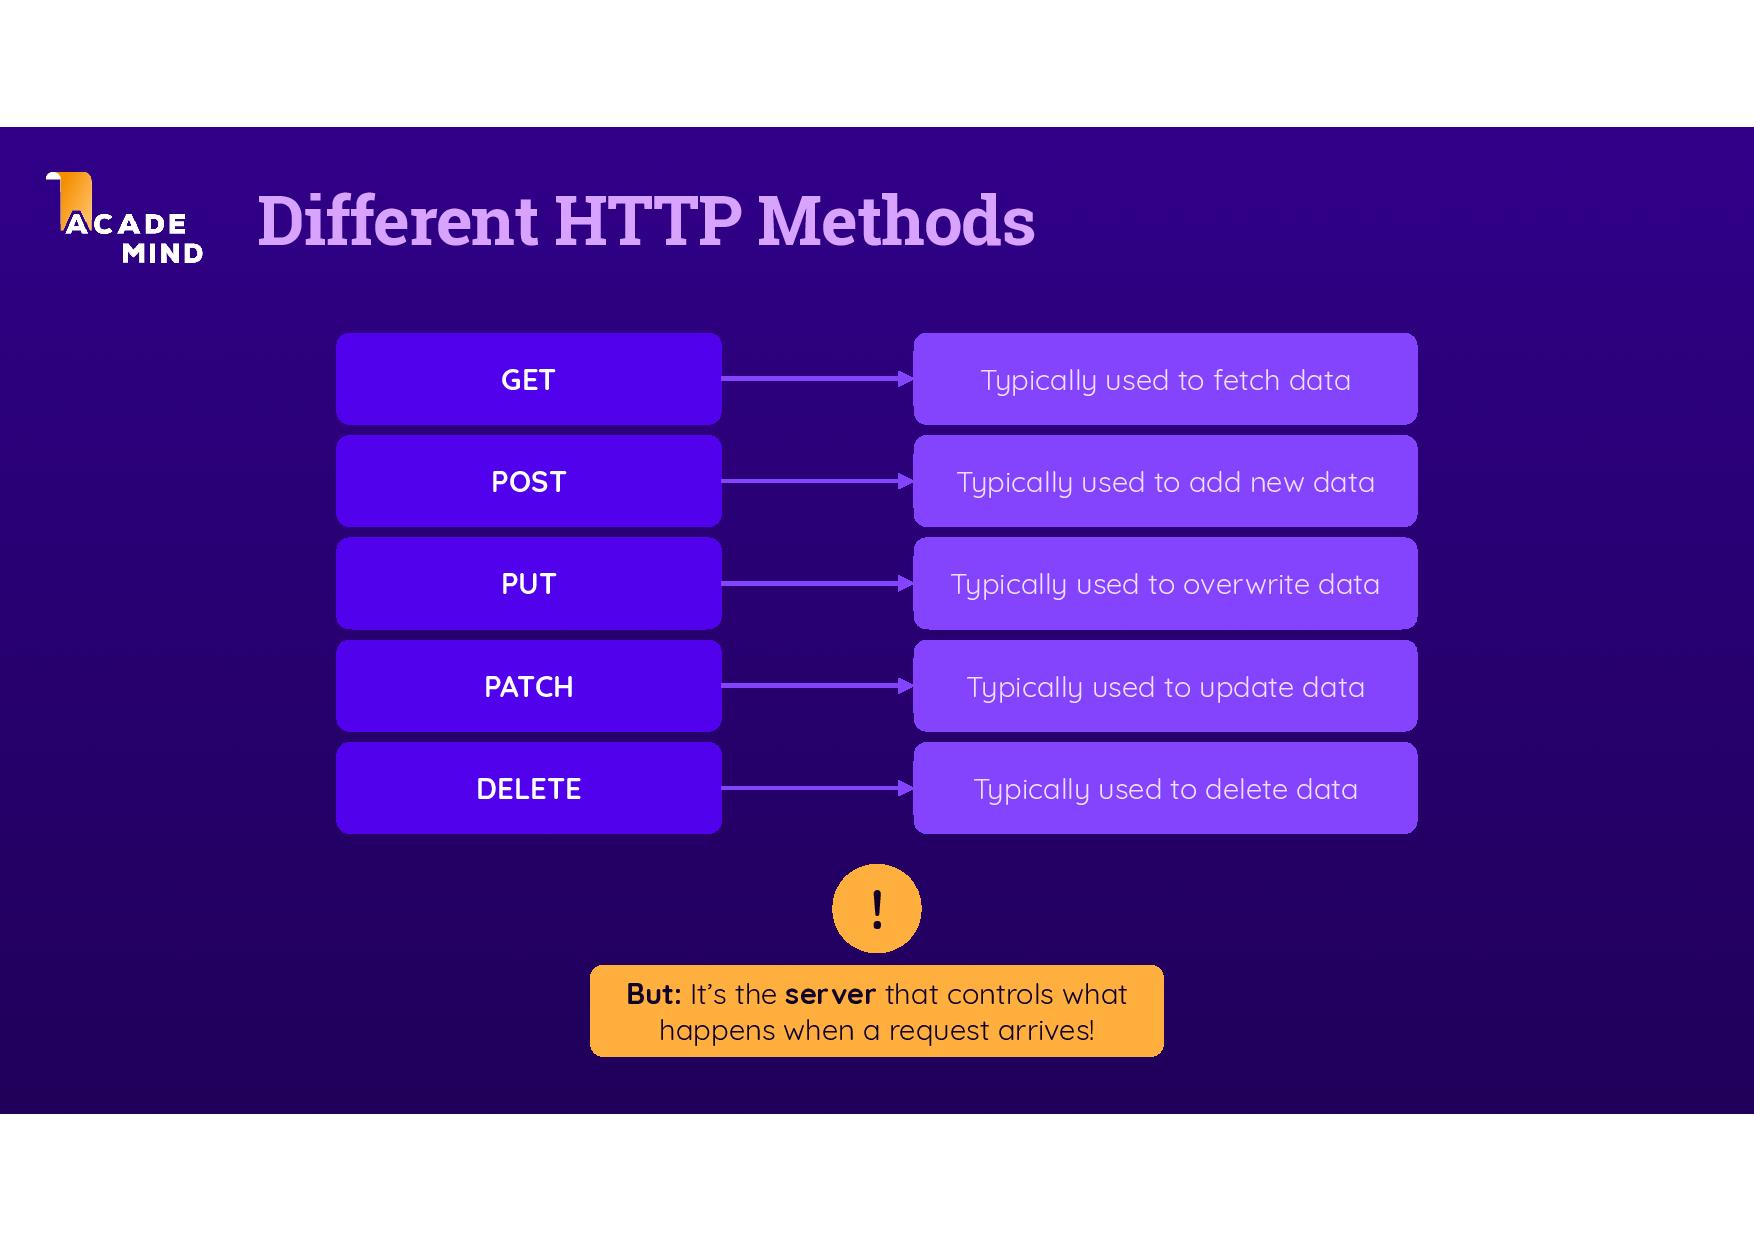 ACADE
MIND
Different HTTP Methods
GET
Typically used to fetch data
POST
Typically used to add new data
PUT
Typically used to overwrite data
PATCH
Typically used to update data
DELETE
Typically used to delete data
!
But: It’s the server that controls what
happens when a request arrives!